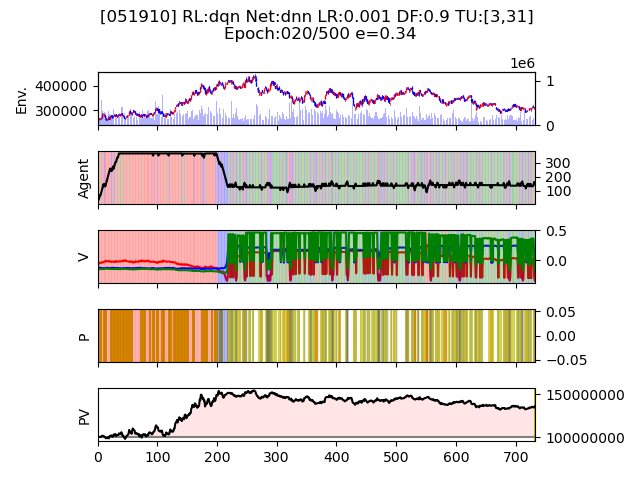 [051910] RL:dqn Net:dnn LR:0.001 DF:0.9 TU:[3,31]
Epoch:020/500 e=0.34
1e6
Env.
400000
300000
1
0
Agent
300
200
100
V
0.5
0.0
P
0.05
0.00
−0.05
PV
150000000
100000000
0 100 200 300 400 500 600 700